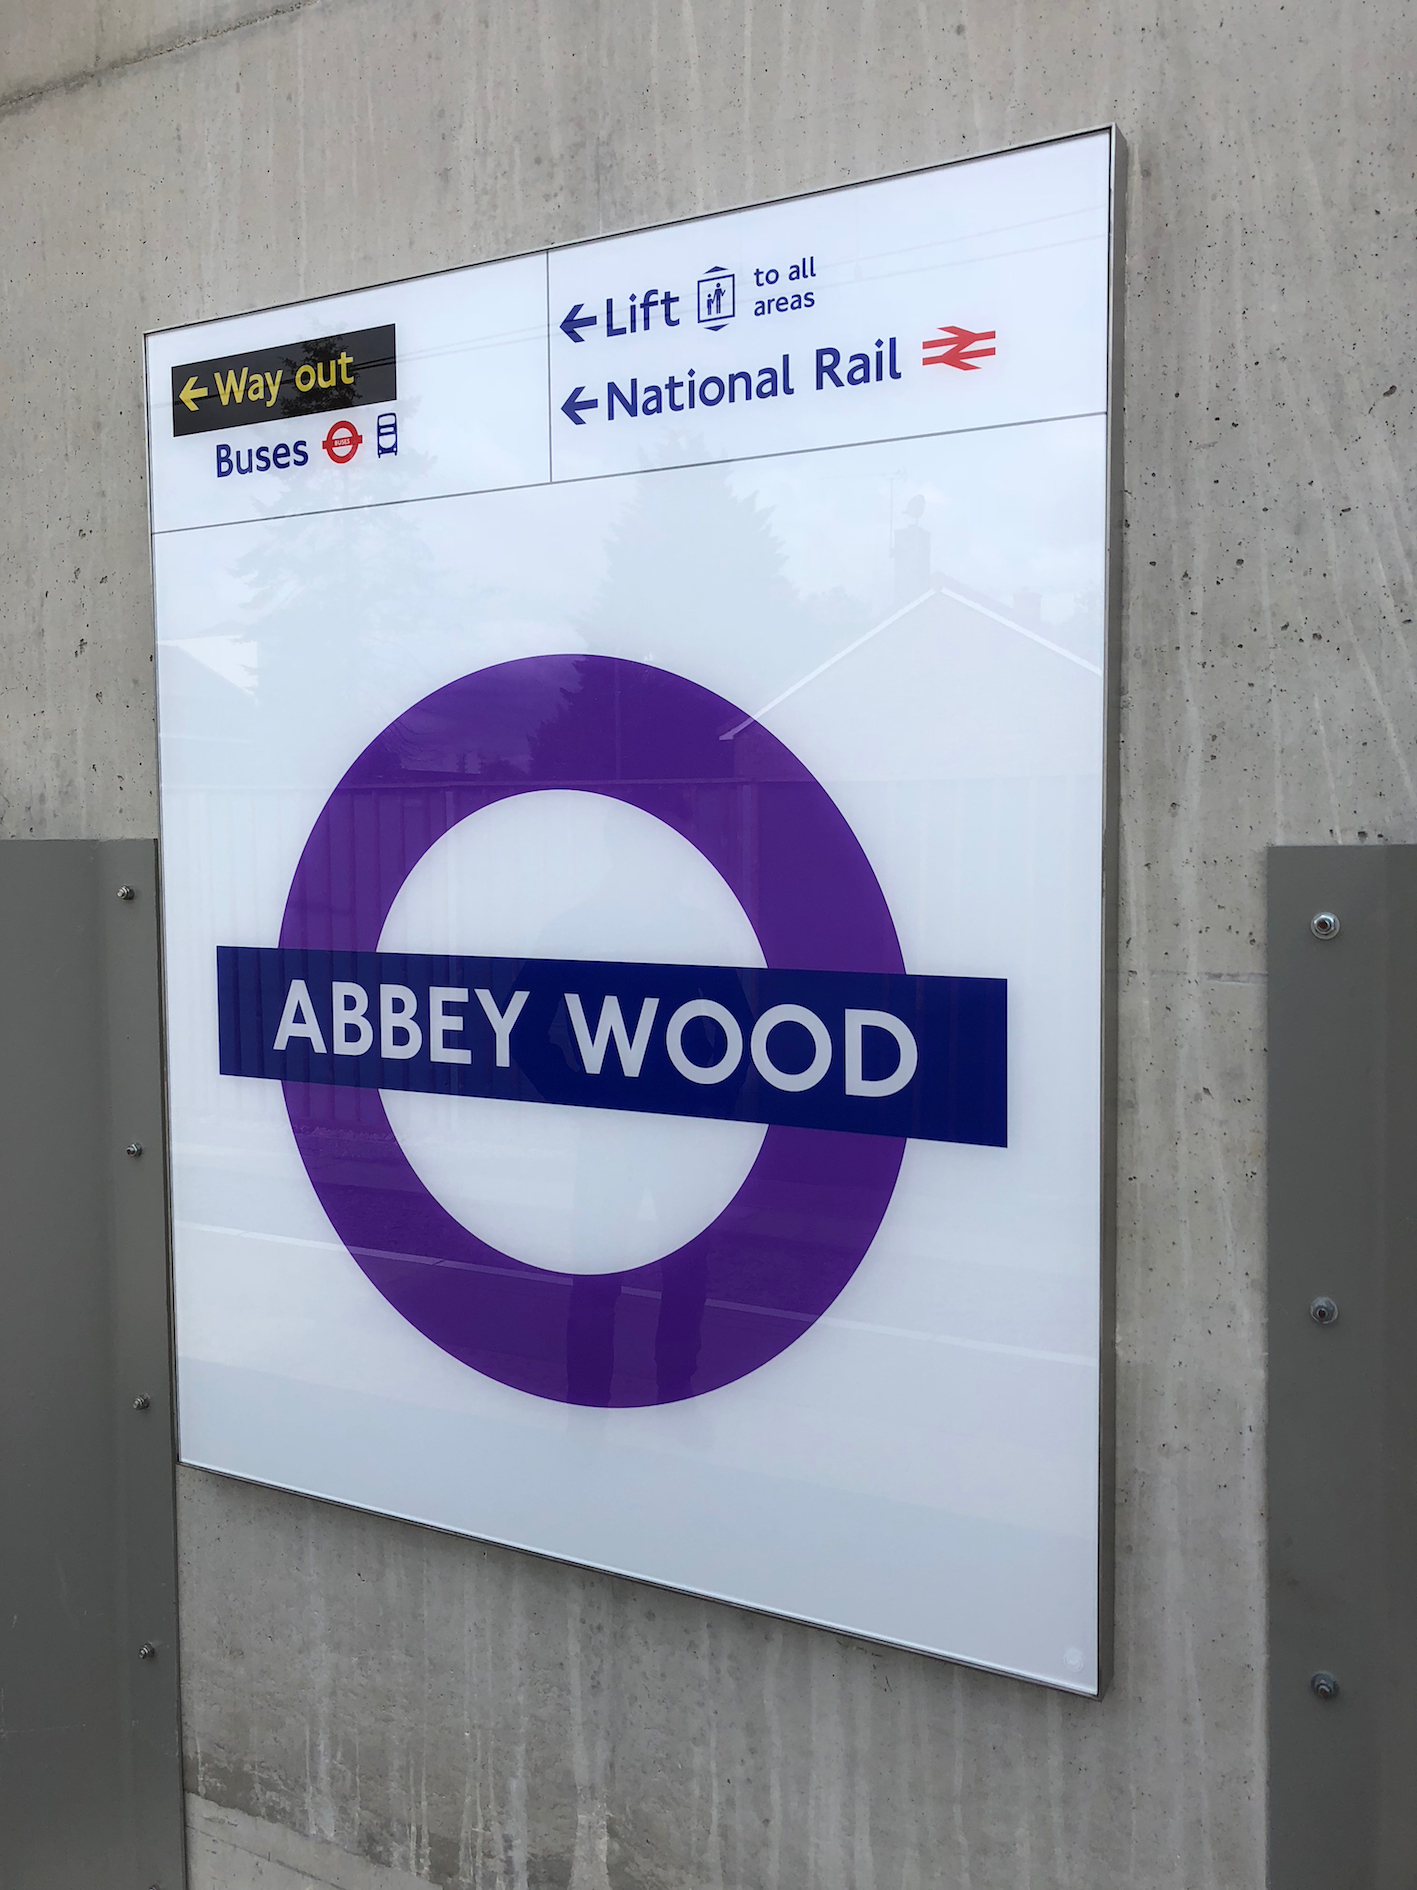 Way out
Buses
BUSES
Lift to all
areas
National Rail
ABBEY WOOD